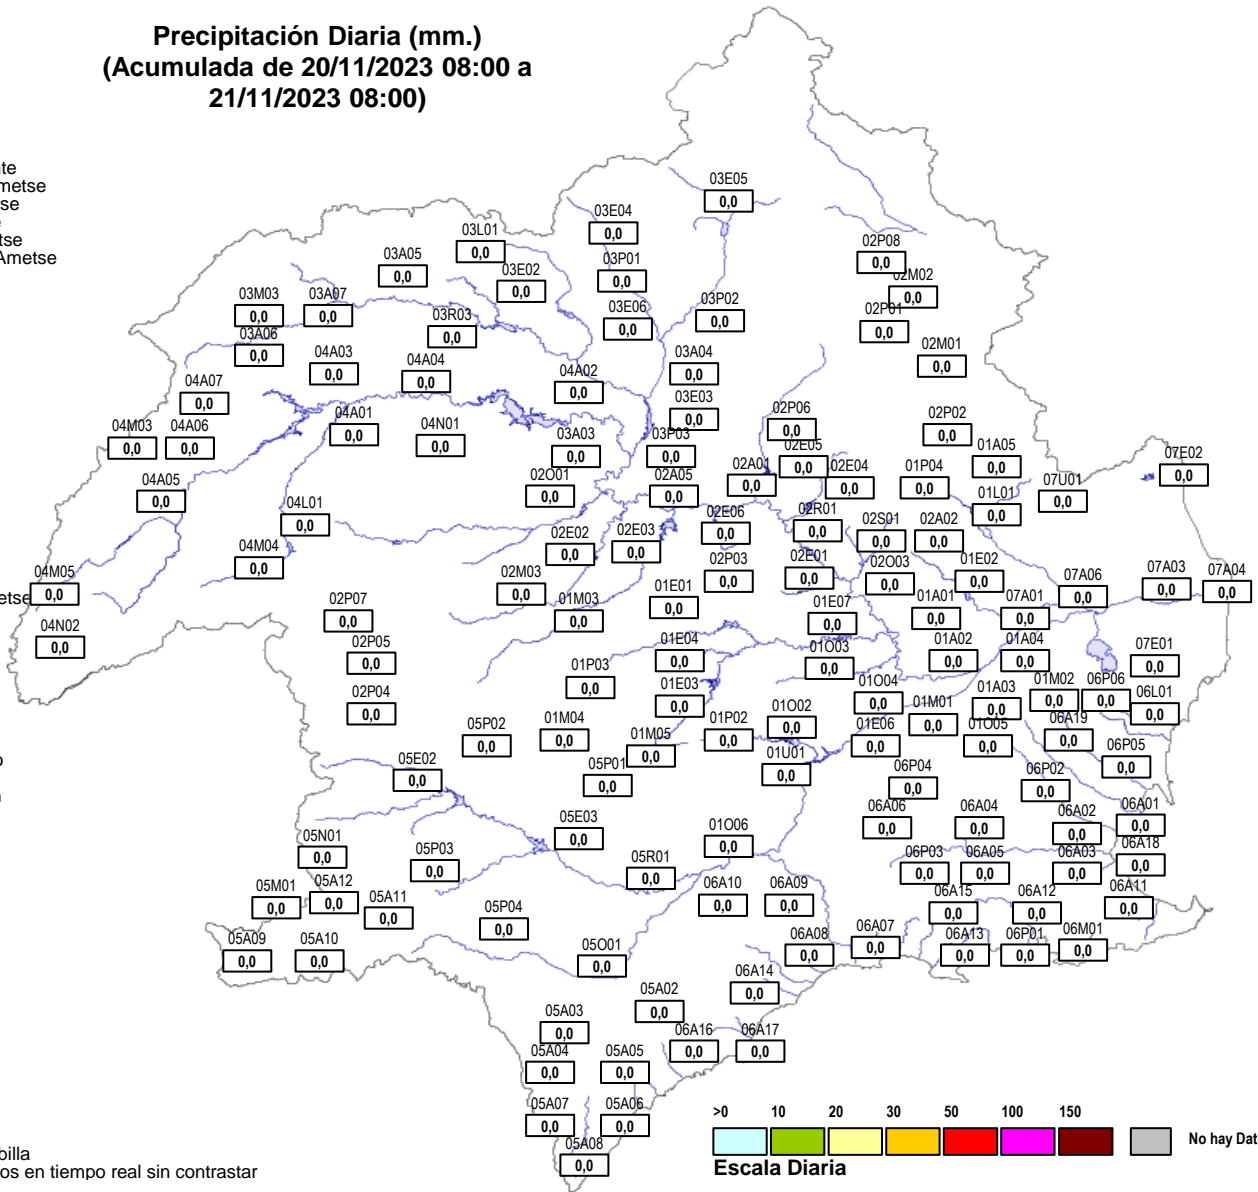 Precipitación Diaria (mm.)
(Acumulada de 20/11/2023 08:00 a
21/11/2023 08:00)
03E05
0,0
03E04
0,0
03L01
0,0
03A05
0,0
03P01
0,0
03E02
0,0
02P08
0,0
02M02
0,0
03M03
0,0
03A07
0,0
03R03
0,0
03E06
0,0
03P02
0,0
02P01
0,0
03A06
0,0
04A03
0,0
04A04
0,0
04A02
0,0
03A04
0,0
02M01
0,0
04A07
0,0
03E03
0,0
04M03
0,0
04A06
0,0
04A01
0,0
04N01
0,0
03A03
0,0
03P03
0,0
02P06
0,0
02E05
0,0
02P02
0,0
01A05
0,0
07E02
0,0
04A05
0,0
02O01
0,0
02A05
0,0
02A01
0,0
02E04
0,0
01P04
0,0
01L01
0,0
07U01
0,0
04L01
0,0
02E06
0,0
02R01
0,0
02S01
0,0
02A02
0,0
04M04
0,0
02E02
0,0
02E03
0,0
02P03
0,0
02E01
0,0
02O03
0,0
01E02
0,0
04M05
0,0
02M03
0,0
01M03
0,0
01E01
0,0
01E07
0,0
01A01
0,0
07A01
0,0
07A06
0,0
07A03
0,0
07A04
0,0
04N02
0,0
02P07
0,0
02P05
0,0
01E04
0,0
01O03
0,0
01A02
0,0
01A04
0,0
07E01
0,0
02P04
0,0
01P03
0,0
01E03
0,0
01O04
0,0
01M01
0,0
01A03
0,0
01M02
0,0
06P06
0,0
06L01
0,0
05P02
0,0
01M04
0,0
01M05
0,0
01P02
0,0
01O02
0,0
01E06
0,0
01O05
0,0
06A19
0,0
06P05
0,0
05E02
0,0
05P01
0,0
01U01
0,0
06P04
0,0
06P02
0,0
05E03
0,0
01O06
0,0
06A06
0,0
06A04
0,0
06A02
0,0
06A01
0,0
05N01
0,0
05P03
0,0
05R01
0,0
06P03
0,0
06A05
0,0
06A03
0,0
06A18
0,0
05M01
0,0
05A12
0,0
05A11
0,0
06A10
0,0
06A09
0,0
06A15
0,0
06A12
0,0
06A11
0,0
05P04
0,0
05A09
0,0
05A10
0,0
05O01
0,0
06A08
0,0
06A07
0,0
06A13
0,0
06P01
0,0
06M01
0,0
06A14
0,0
05A02
0,0
05A03
0,0
06A16
0,0
06A17
0,0
05A04
0,0
05A05
0,0
05A07
0,0
05A06
0,0
05A08
0,0
>0 10 20 30 50 100 150
No hay Dat
Escala Diaria
nte
metse
se
tse
Ametse
etse
billa
os en tiempo real sin contrastar